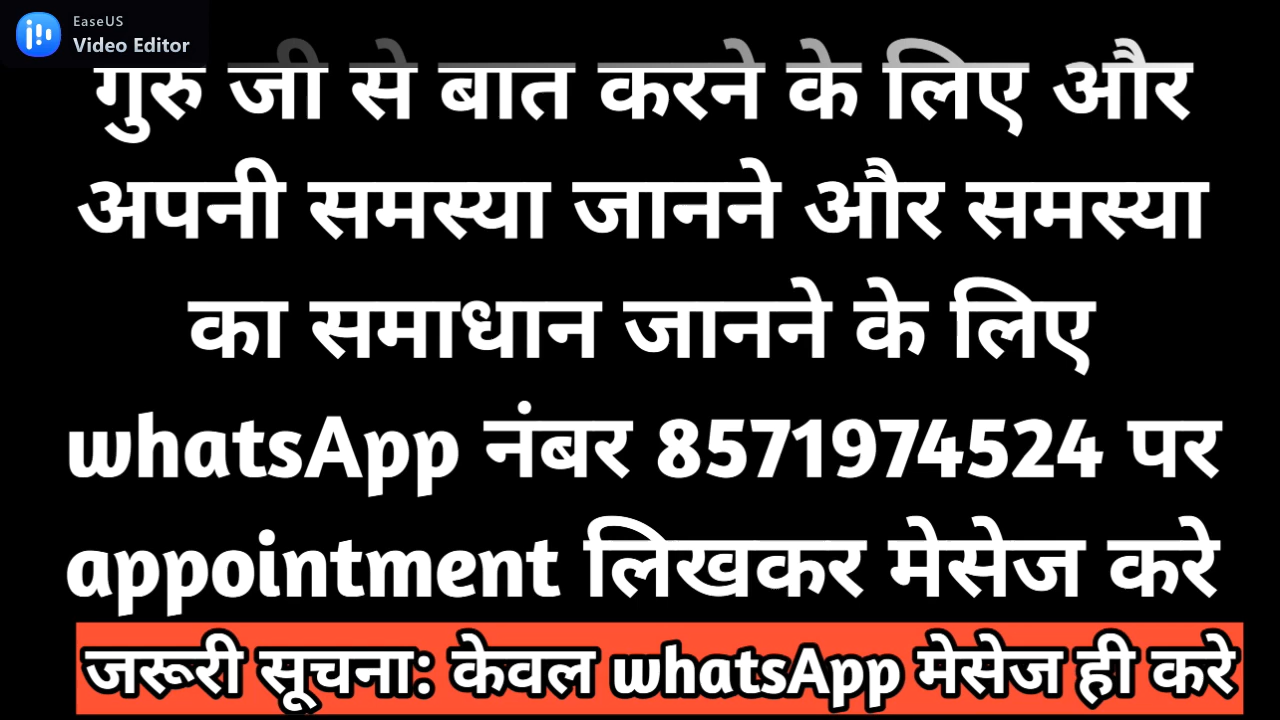 EaseUS
Video Editor
गुरु जी से बात करने के लिए और
अपनी समस्या जानने और समस्या
का समाधान जानने के लिए
whatsApp नंबर 8571974524 पर
appointment लिखकर मेसेज करे
जरूरी सूचना: केवल whatsApp मेसेज ही करे